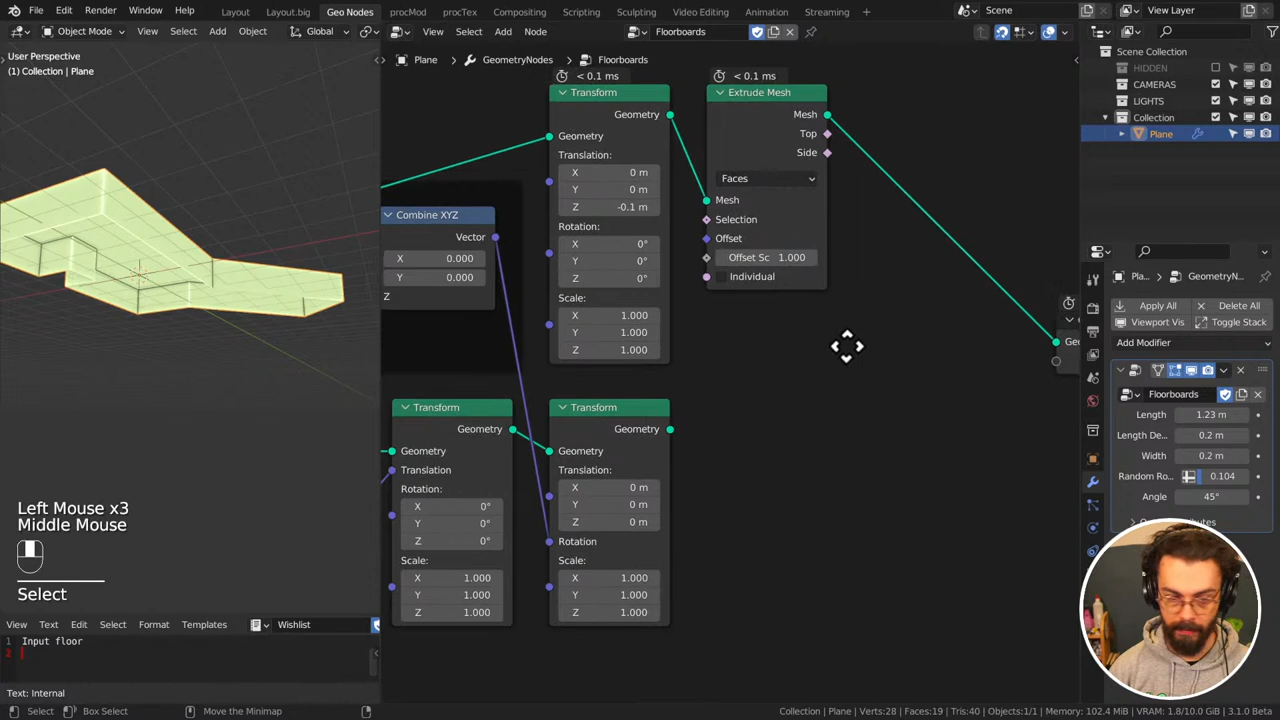 File Edit Render Window Help Layout Layout.big Geo Nodes procMod procTex Compositing Scripting Sculpting Video Editing Animation Streaming + Scene View Layer
Object Mode View Select Add Object Global View Select Add Node Floorboards
User Perspective
(1) Collection | Plane
Plane > GeometryNodes > Floorboards
< 0.1 ms
< 0.1 ms
Transform
Geometry
Geometry
Translation:
X 0 m
Y 0 m
Z -0.1 m
Rotation:
X 0°
Y 0°
Z 0°
Scale:
X 1.000
Y 1.000
Z 1.000
Extrude Mesh
Mesh
Top
Side
Faces
Mesh
Selection
Offset
Offset Sc 1.000
Individual
Combine XYZ
Vector
X 0.000
Y 0.000
Z
Transform
Geometry
Geometry
Translation
Rotation:
X 0°
Y 0°
Z 0°
Scale:
X 1.000
Y 1.000
Z 1.000
Transform
Geometry
Geometry
Translation:
X 0 m
Y 0 m
Z 0 m
Rotation
Scale:
X 1.000
Y 1.000
Z 1.000
Left Mouse x3
Middle Mouse
Select
View Text Edit Select Format Templates Wishlist
1 Input floor
2
Text: Internal
Scene Collection
HIDDEN
CAMERAS
LIGHTS
Collection
Plane
Pla... > GeometryN...
Apply All Delete All
Viewport Vis Toggle Stack
Add Modifier
Floorboards
Length 1.23 m
Length De... 0.2 m
Width 0.2 m
Random Ro... 0.104
Angle 45°
Select Box Select Move the Minimap Collection | Plane | Verts:28 | Faces:19 | Tris:40 | Objects:1/1 | Memory: 102.4 MiB | VRAM: 1.8/10.0 GiB | 3.1.0 Beta